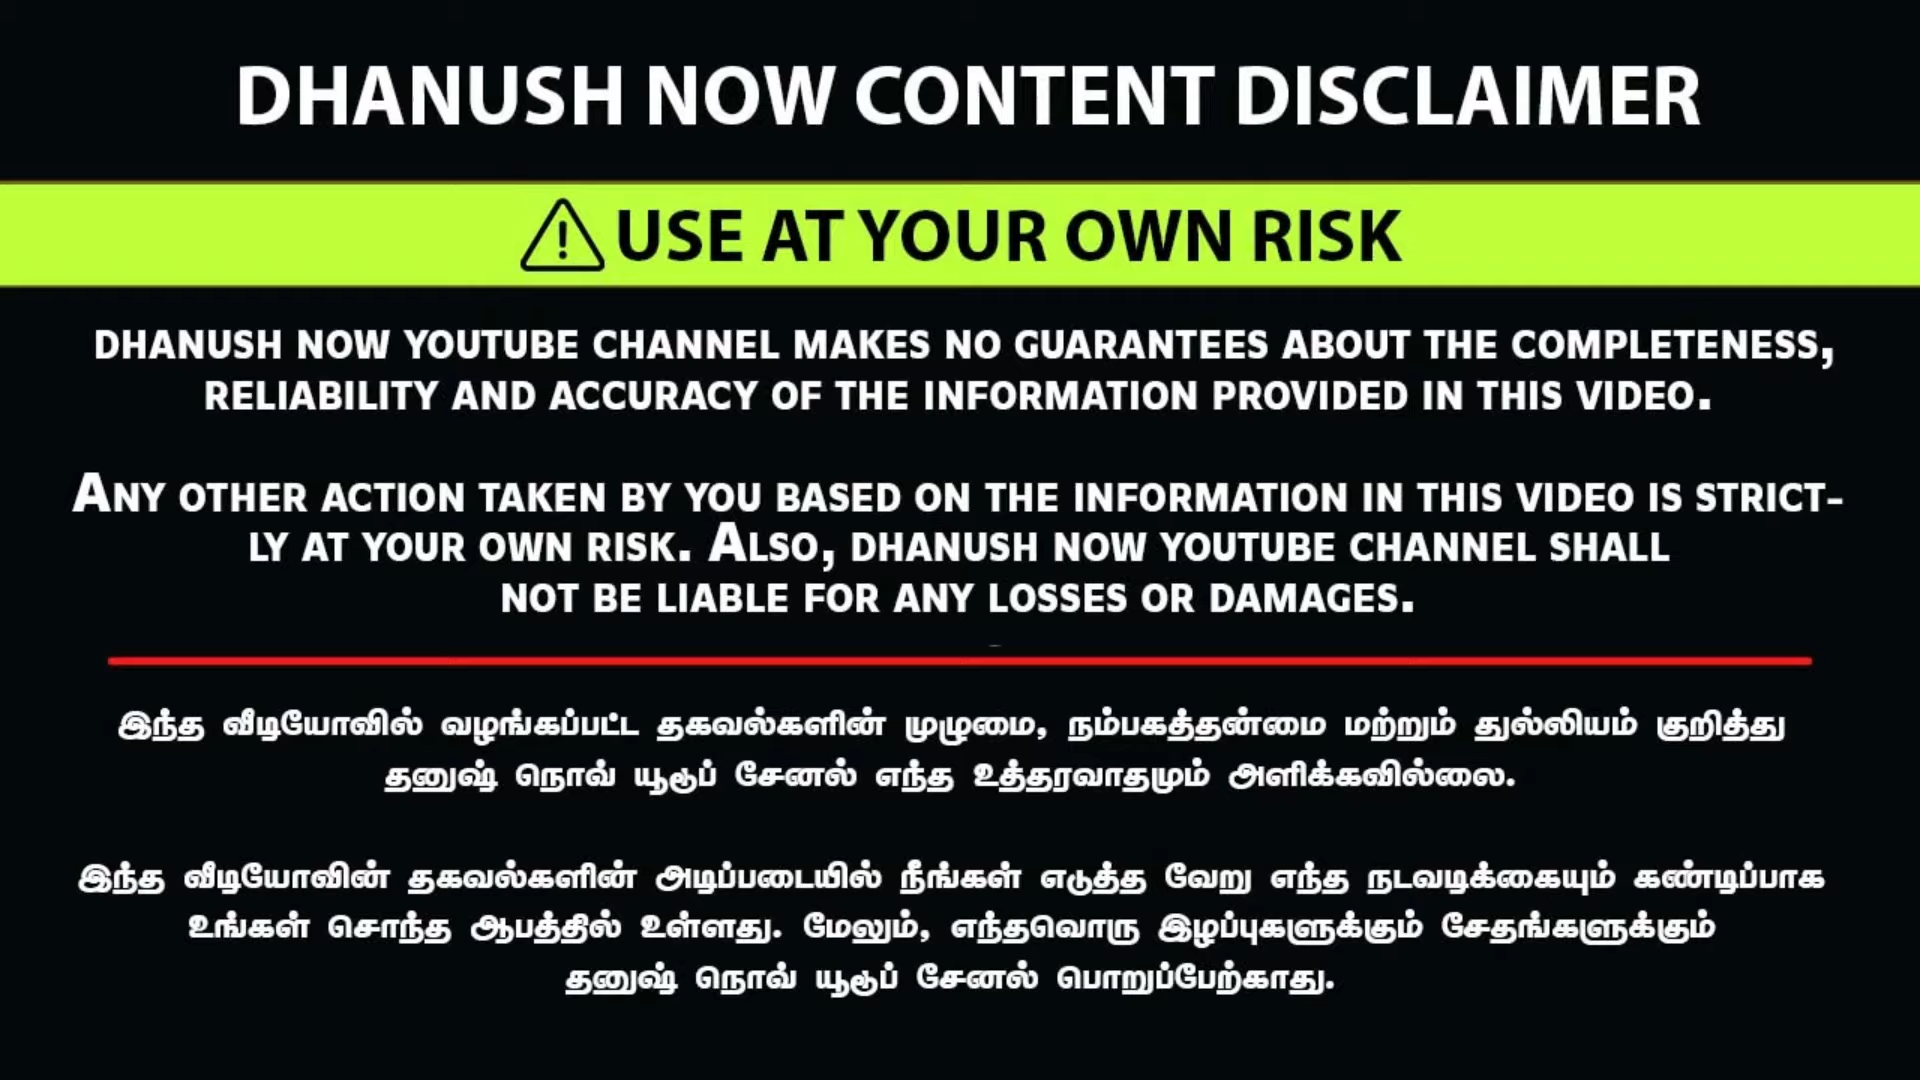 DHANUSH NOW CONTENT DISCLAIMER
USE AT YOUR OWN RISK
DHANUSH NOW YOUTUBE CHANNEL MAKES NO GUARANTEES ABOUT THE COMPLETENESS,
RELIABILITY AND ACCURACY OF THE INFORMATION PROVIDED IN THIS VIDEO.
ANY OTHER ACTION TAKEN BY YOU BASED ON THE INFORMATION IN THIS VIDEO IS STRICT-
LY AT YOUR OWN RISK. ALSO, DHANUSH NOW YOUTUBE CHANNEL SHALL
NOT BE LIABLE FOR ANY LOSSES OR DAMAGES.
இந்த வீடியோவில் வழங்கப்பட்ட தகவல்களின் முழுமை, நம்பகத்தன்மை மற்றும் துல்லியம் குறித்து
தனுஷ் நொவ் யூடூப் சேனல் எந்த உத்தரவாதமும் அளிக்கவில்லை.
இந்த வீடியோவின் தகவல்களின் அடிப்படையில் நீங்கள் எடுத்த வேறு எந்த நடவடிக்கையும் கண்டிப்பாக
உங்கள் சொந்த ஆபத்தில் உள்ளது. மேலும், எந்தவொரு இழப்புகளுக்கும் சேதங்களுக்கும்
தனுஷ் நொவ் யூடூப் சேனல் பொறுப்பேற்காது.